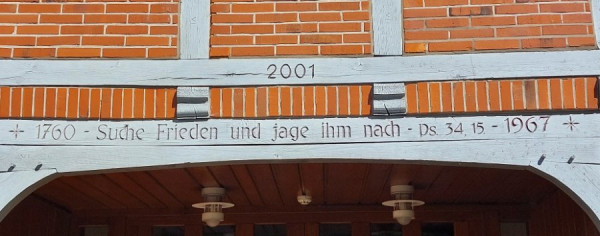 2001
+ 1760 - Suche Frieden und jage ihm nach - Ps. 34, 15. - 1967 +